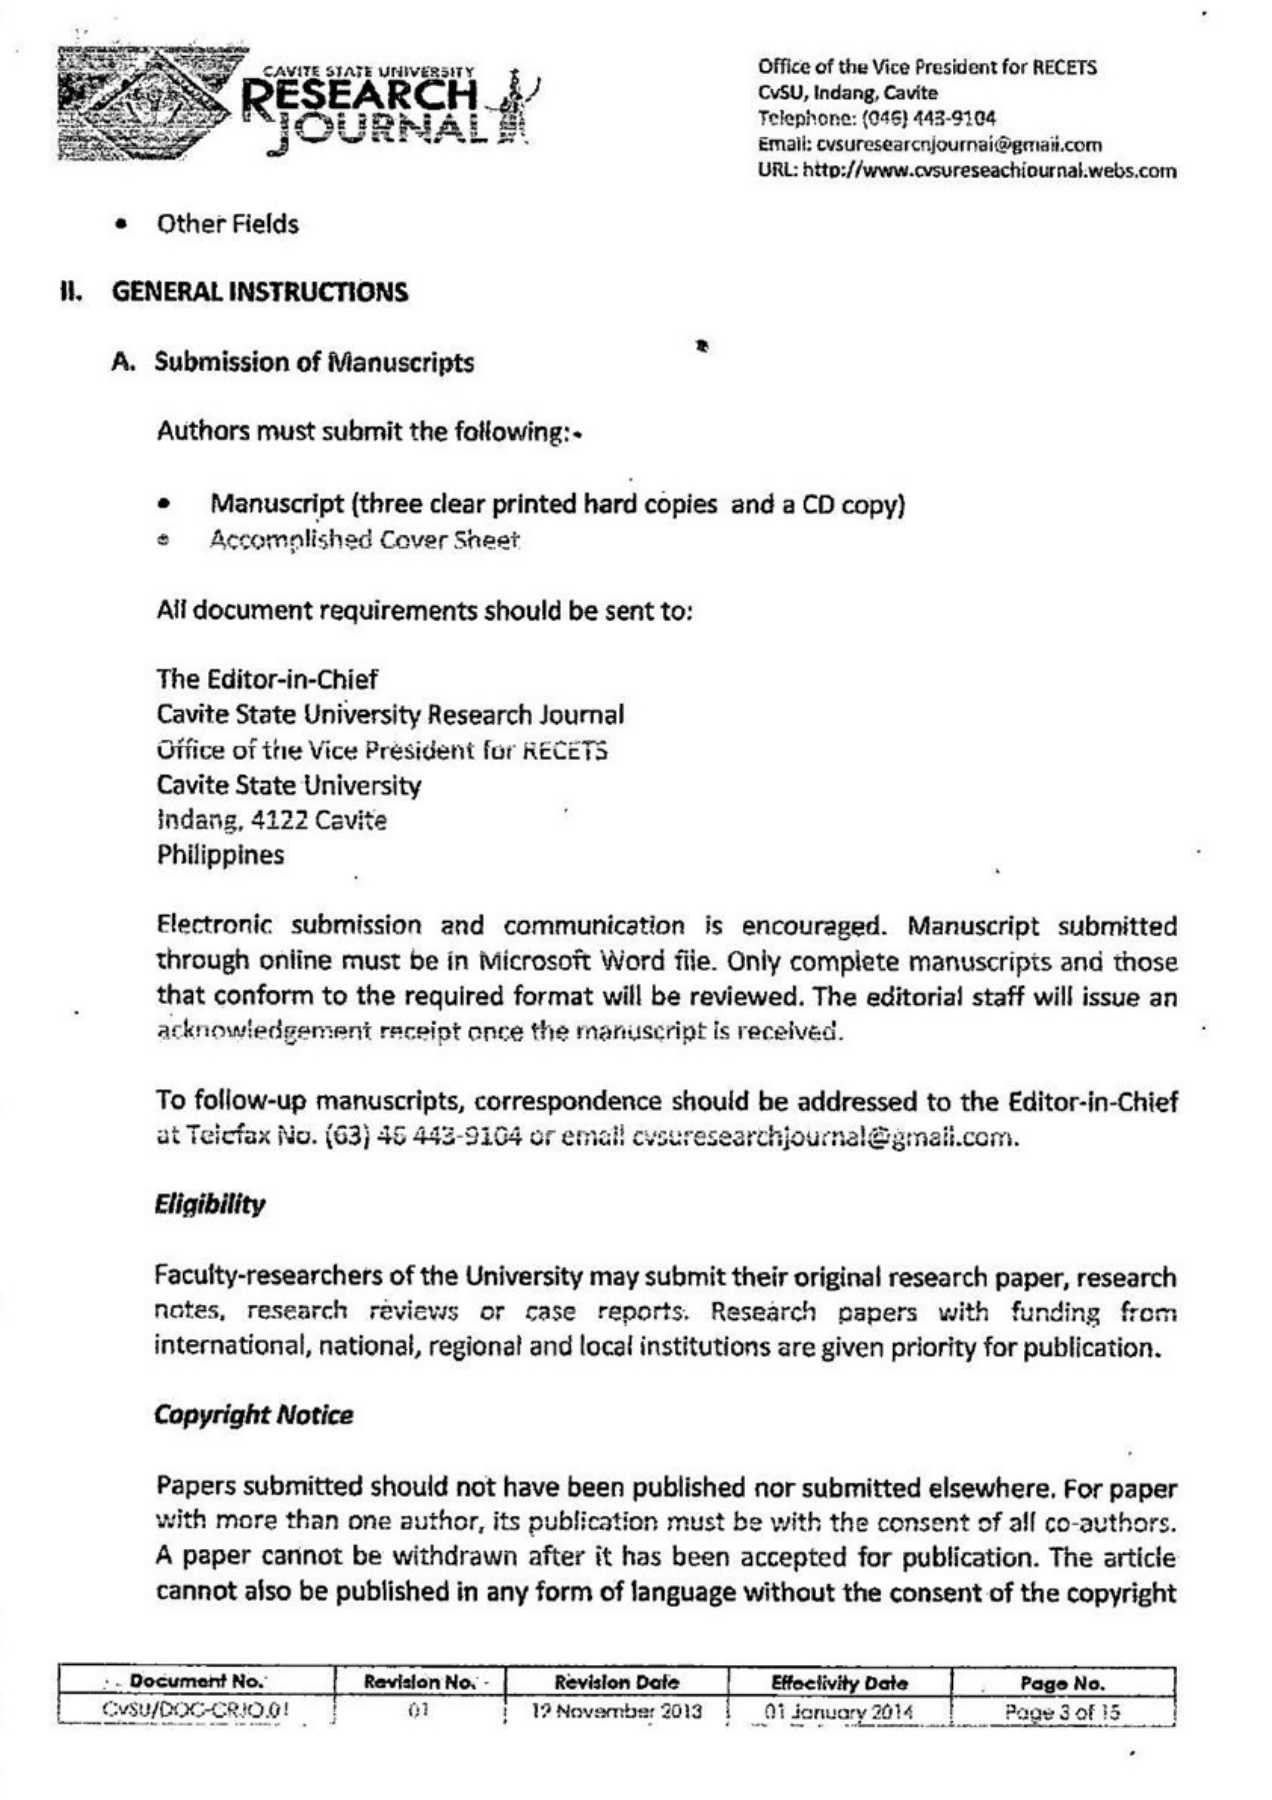 CAVITE STATE UNIVERSITY
RESEARCH
JOURNAL
Office of the Vice President for RECETS
CvSU, Indang, Cavite
Telephone: (046) 443-9104
Email: cvsuresearchjournal@gmail.com
URL: http://www.cvsureseachjournal.webs.com
• Other Fields
II. GENERAL INSTRUCTIONS
A. Submission of Manuscripts
Authors must submit the following:
• Manuscript (three clear printed hard copies and a CD copy)
• Accomplished Cover Sheet
All document requirements should be sent to:
The Editor-in-Chief
Cavite State University Research Journal
Office of the Vice President for RECETS
Cavite State University
Indang, 4122 Cavite
Philippines
Electronic submission and communication is encouraged. Manuscript submitted
through online must be in Microsoft Word file. Only complete manuscripts and those
that conform to the required format will be reviewed. The editorial staff will issue an
acknowledgement receipt once the manuscript is received.
To follow-up manuscripts, correspondence should be addressed to the Editor-in-Chief
at Telefax No. (63) 46 443-9104 or email cvsuresearchjournal@gmail.com.
Eligibility
Faculty-researchers of the University may submit their original research paper, research
notes, research reviews or case reports. Research papers with funding from
international, national, regional and local institutions are given priority for publication.
Copyright Notice
Papers submitted should not have been published nor submitted elsewhere. For paper
with more than one author, its publication must be with the consent of all co-authors.
A paper cannot be withdrawn after it has been accepted for publication. The article
cannot also be published in any form of language without the consent of the copyright
Document No. Revision No. Revision Date Effectivity Date Page No.
CvSU/DOC-CRJO.01 01 19 November 2013 01 January 2014 Page 3 of 15